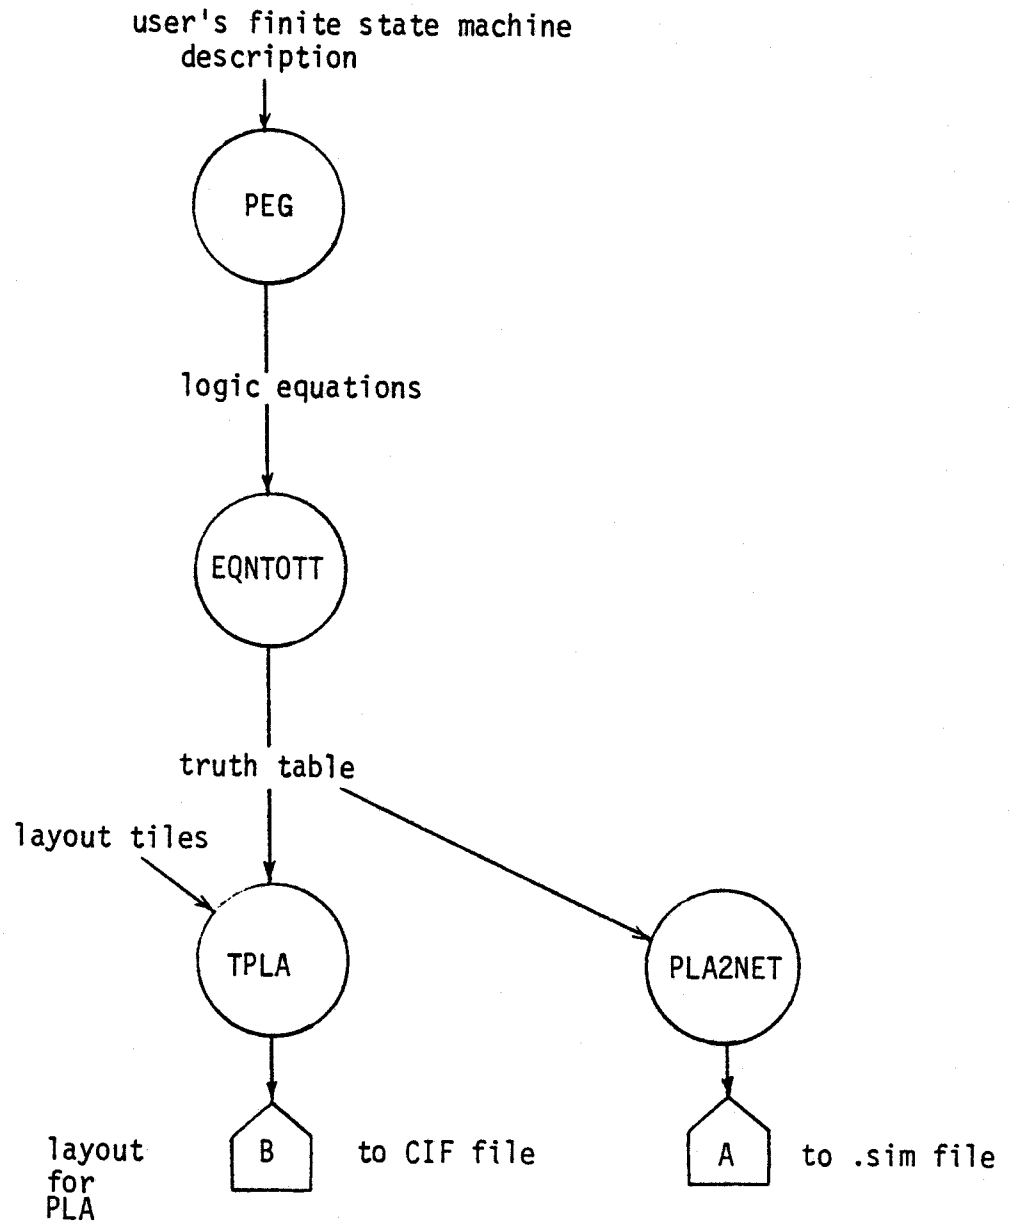 user's finite state machine
description
PEG
logic equations
EQNTOTT
truth table
layout tiles
TPLA
PLA2NET
layout
for
PLA
B
to CIF file
A
to .sim file